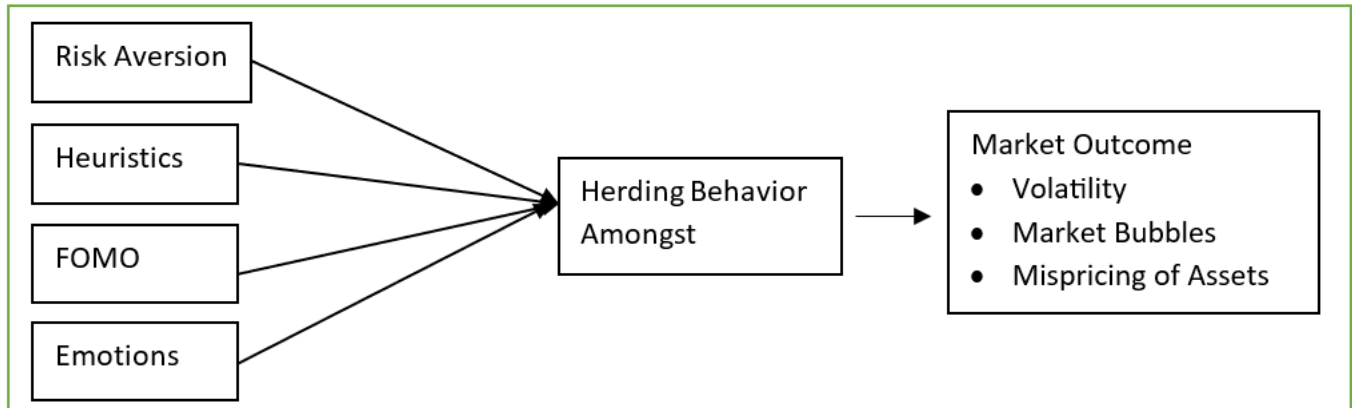 Risk Aversion
Heuristics
FOMO
Emotions
Herding Behavior
Amongst
Market Outcome
• Volatility
• Market Bubbles
• Mispricing of Assets